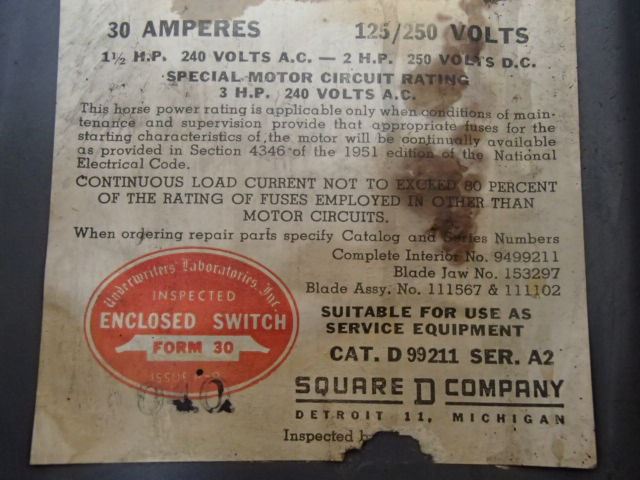 30 AMPERES 125/250 VOLTS
1½ H.P. 240 VOLTS A.C. — 2 H.P. 250 VOLTS D.C.
SPECIAL MOTOR CIRCUIT RATING
3 H.P. 240 VOLTS A.C.
This horse power rating is applicable only when conditions of main-
tenance and supervision provide that appropriate fuses for the
starting characteristics of the motor will be continually available
as provided in Section 4346 of the 1951 edition of the National
Electrical Code.
CONTINUOUS LOAD CURRENT NOT TO EXCEED 80 PERCENT
OF THE RATING OF FUSES EMPLOYED IN OTHER THAN
MOTOR CIRCUITS.
When ordering repair parts specify Catalog and Series Numbers
Complete Interior No. 9499211
Blade Jaw No. 153297
Blade Assy. No. 111567 & 111102
Underwriters' Laboratories, Inc.
INSPECTED
ENCLOSED SWITCH
FORM 30
ISSUE
SUITABLE FOR USE AS
SERVICE EQUIPMENT
CAT. D 99211 SER. A2
SQUARE D COMPANY
DETROIT 11, MICHIGAN
Inspected